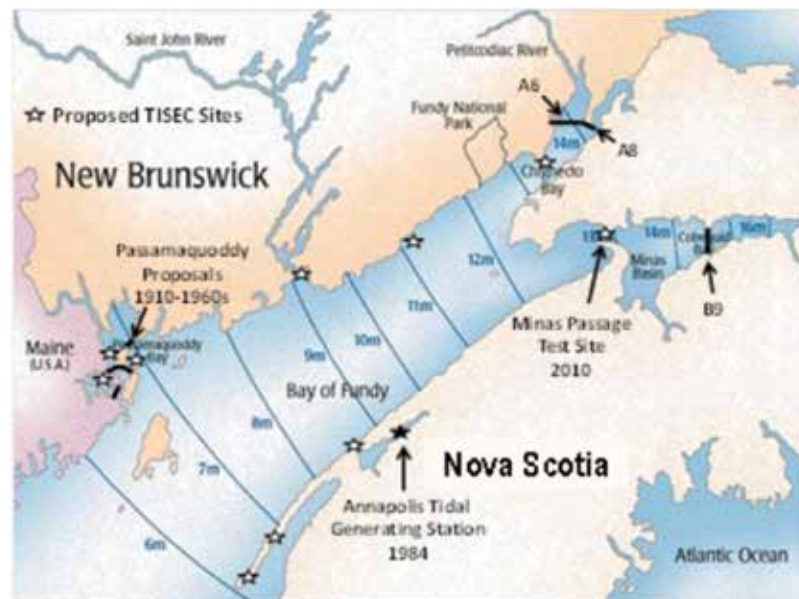 Saint John River
Petitcodiac River
A6
☆ Proposed TISEC Sites
Fundy National
Park
14m
A8
Bay
New Brunswick
Passamaquoddy
Proposals
1910-1960s
12m
14m
16m
Minas
Basin
B9
11m
10m
9m
Minas Passage
Test Site
2010
Maine
(U.S.A.)
Bay
Bay of Fundy
8m
7m
6m
Nova Scotia
Annapolis Tidal
Generating Station
1984
Atlantic Ocean